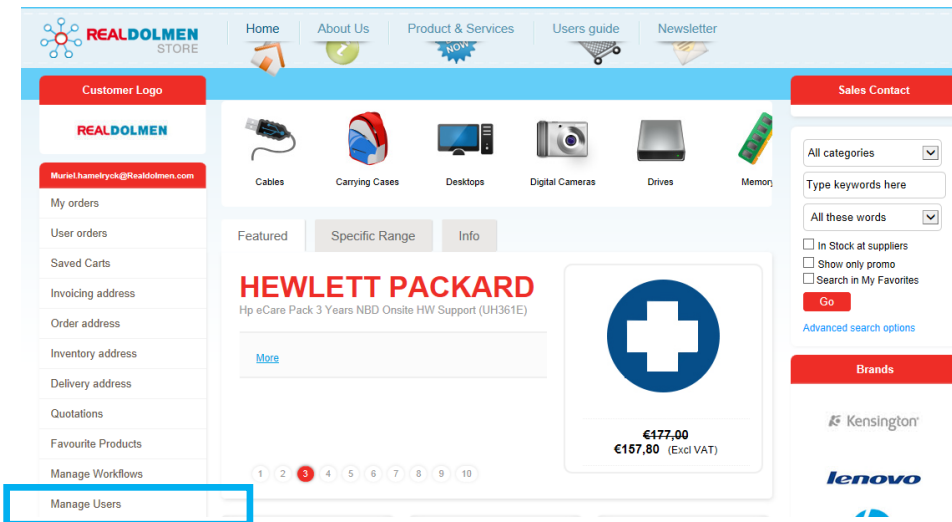 REALDOLMEN
STORE
Home
About Us
Product & Services
Users guide
Newsletter
NOW
Customer Logo
REALDOLMEN
Muriel.hamelryck@Realdolmen.com
My orders
User orders
Saved Carts
Invoicing address
Order address
Inventory address
Delivery address
Quotations
Favourite Products
Manage Workflows
Manage Users
Cables
Carrying Cases
Desktops
Digital Cameras
Drives
Memory
Featured
Specific Range
Info
HEWLETT PACKARD
Hp eCare Pack 3 Years NBD Onsite HW Support (UH361E)
More
€177,00
€157,80 (Excl VAT)
1 2 3 4 5 6 7 8 9 10
Sales Contact
All categories
Type keywords here
All these words
In Stock at suppliers
Show only promo
Search in My Favorites
Go
Advanced search options
Brands
Kensington
lenovo